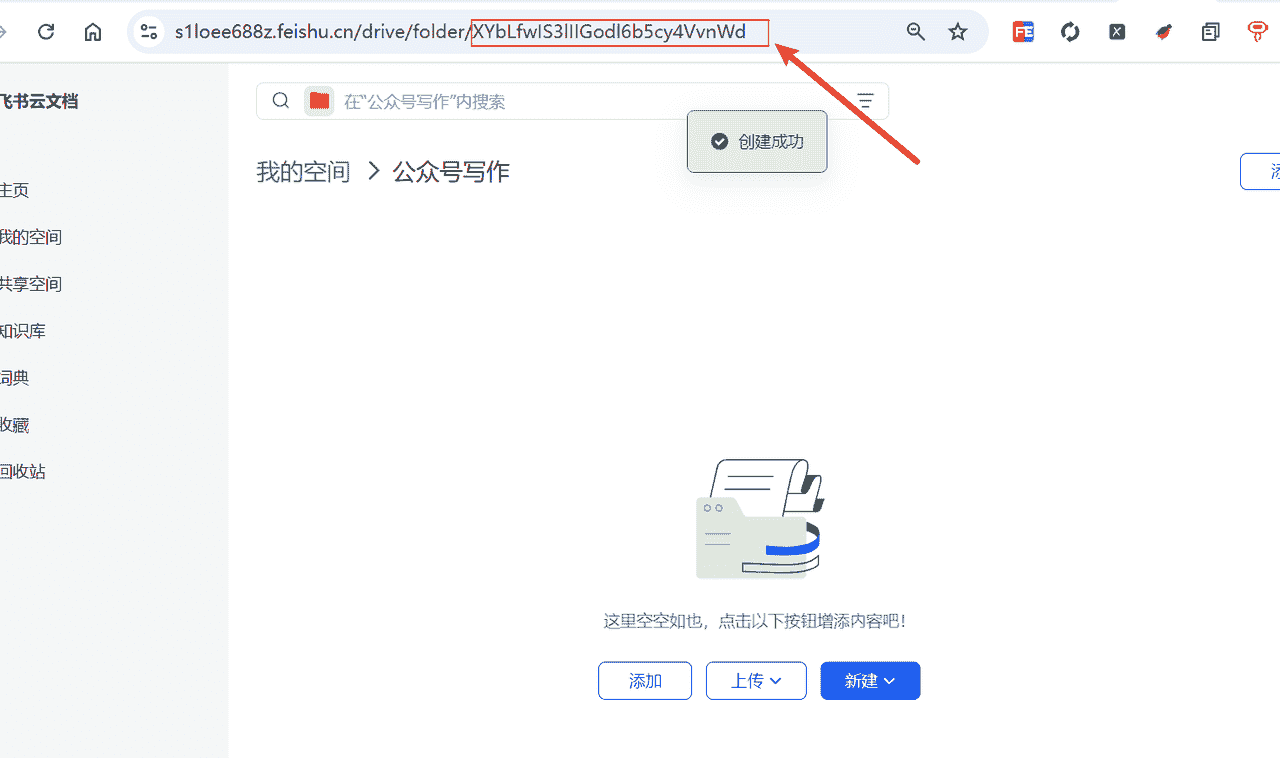 s1loee688z.feishu.cn/drive/folder/XYbLfwIS3lIIGodl6b5cy4VvnWd
飞书云文档
在“公众号写作”内搜索
创建成功
我的空间 > 公众号写作
添
主页
我的空间
共享空间
知识库
词典
收藏
回收站
这里空空如也，点击以下按钮增添内容吧！
添加
上传
新建